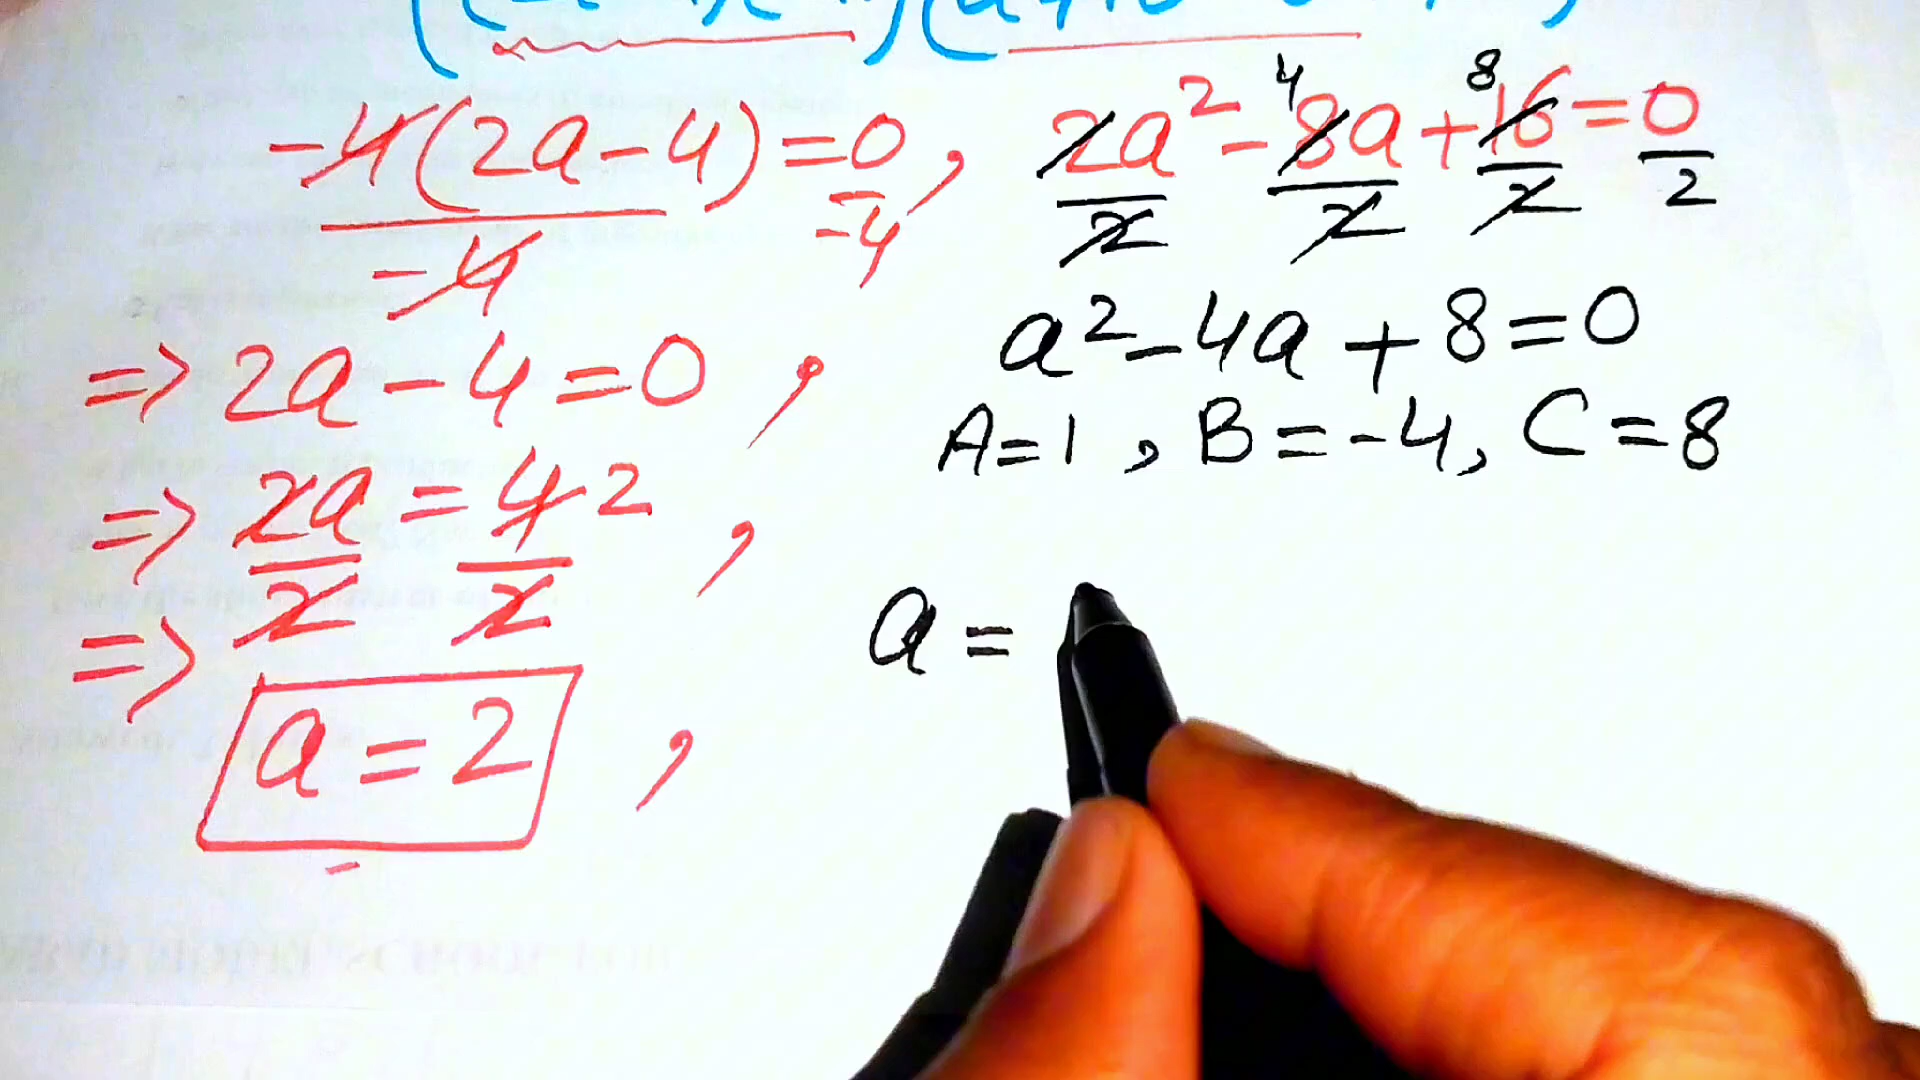 -4(2a-4)=0/-4,
-4
=> 2a-4=0,
=> 2a/2 = 4/2 2,
=>
a=2,
2a²/2 - 8a/2 4 + 16/2 8 = 0/2
a²-4a+8=0
A=1, B=-4, C=8
a=